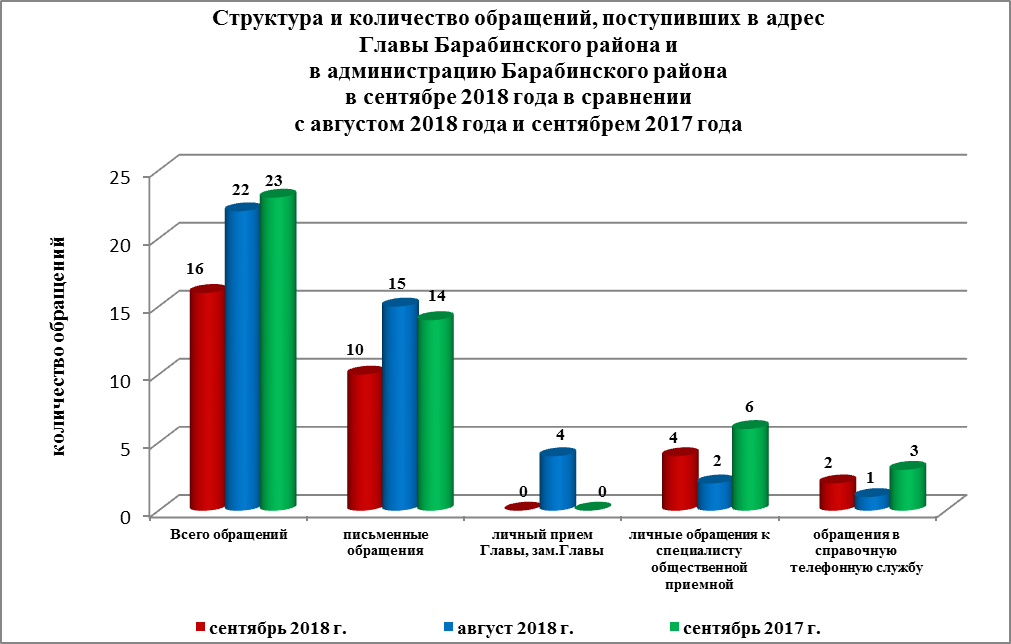 Структура и количество обращений, поступивших в адрес
Главы Барабинского района и
в администрацию Барабинского района
в сентябре 2018 года в сравнении
с августом 2018 года и сентябрем 2017 года
количество обращений
25
20
15
10
5
0
16
22
23
10
15
14
0
4
0
4
2
6
2
1
3
Всего обращений
письменные
обращения
личный прием
Главы, зам.Главы
личные обращения к
специалисту
общественной
приемной
обращения в
справочную
телефонную службу
сентябрь 2018 г.
август 2018 г.
сентябрь 2017 г.